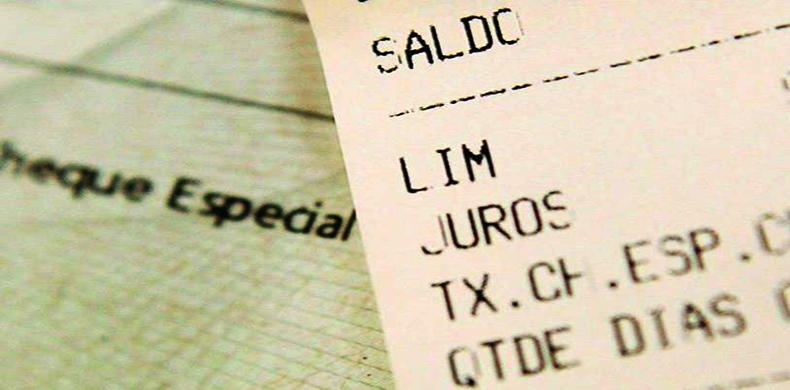 SALDO
LIM
JUROS
TX.CH.ESP.
QTDE DIAS
heque Especial